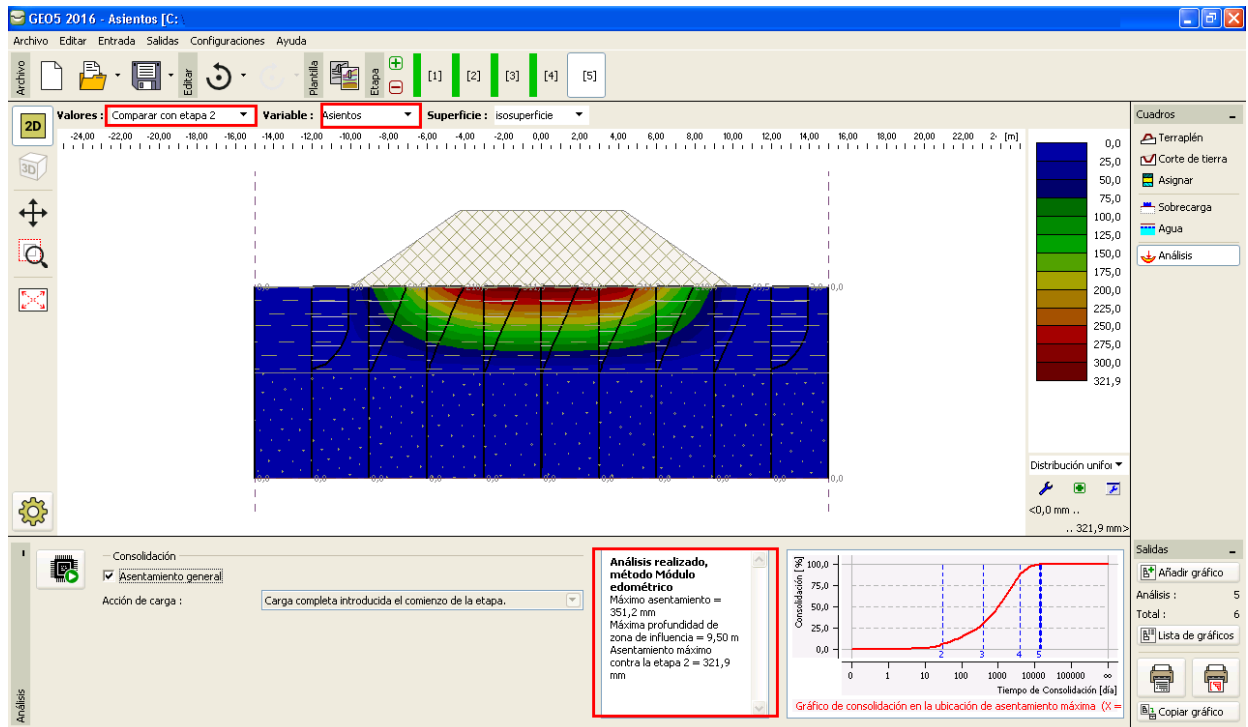 GEO5 2016 - Asientos [C:
Archivo Editar Entrada Salidas Configuraciones Ayuda
Archivo
Editar
Plantilla
Etapa
[1] [2] [3] [4] [5]
2D
3D
Valores : Comparar con etapa 2 Variable : Asientos Superficie : isosuperficie
-24,00 -22,00 -20,00 -18,00 -16,00 -14,00 -12,00 -10,00 -8,00 -6,00 -4,00 -2,00 0,00 2,00 4,00 6,00 8,00 10,00 12,00 14,00 16,00 18,00 20,00 22,00 2· [m]
0,0
25,0
50,0
75,0
100,0
125,0
150,0
175,0
200,0
225,0
250,0
275,0
300,0
321,9
Distribución unifor
<0,0 mm ..
.. 321,9 mm>
Cuadros
Terraplén
Corte de tierra
Asignar
Sobrecarga
Agua
Análisis
Análisis
Consolidación
Asentamiento general
Acción de carga :
Carga completa introducida el comienzo de la etapa.
Análisis realizado,
método Módulo
edométrico
Máximo asentamiento =
351,2 mm
Máxima profundidad de
zona de influencia = 9,50 m
Asentamiento máximo
contra la etapa 2 = 321,9
mm
Consolidación [%]
100,0
75,0
50,0
25,0
0,0
2 3 4 5
0 1 10 100 1000 10000 100000 ∞
Tiempo de Consolidación [día]
Gráfico de consolidación en la ubicación de asentamiento máxima (X =
Salidas
Añadir gráfico
Análisis : 5
Total : 6
Lista de gráficos
Copiar gráfico